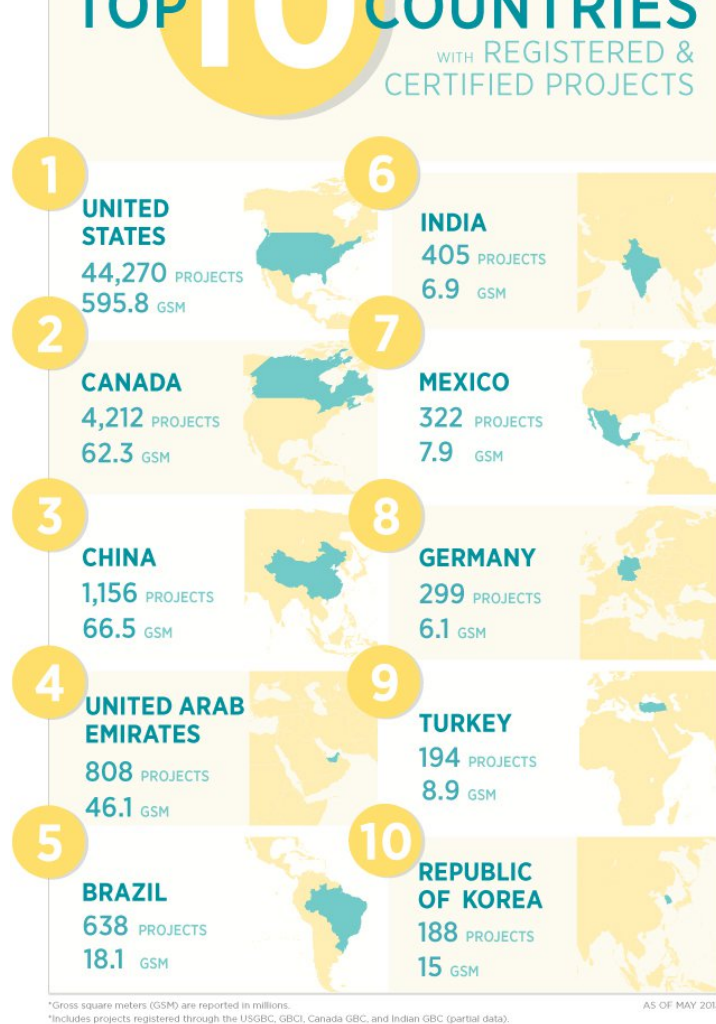 TOP 10 COUNTRIES
WITH REGISTERED &
CERTIFIED PROJECTS
1
UNITED
STATES
44,270 PROJECTS
595.8 GSM
2
CANADA
4,212 PROJECTS
62.3 GSM
3
CHINA
1,156 PROJECTS
66.5 GSM
4
UNITED ARAB
EMIRATES
808 PROJECTS
46.1 GSM
5
BRAZIL
638 PROJECTS
18.1 GSM
6
INDIA
405 PROJECTS
6.9 GSM
7
MEXICO
322 PROJECTS
7.9 GSM
8
GERMANY
299 PROJECTS
6.1 GSM
9
TURKEY
194 PROJECTS
8.9 GSM
10
REPUBLIC
OF KOREA
188 PROJECTS
15 GSM
*Gross square meters (GSM) are reported in millions.
*Includes projects registered through the USGBC, GBCI, Canada GBC, and Indian GBC (partial data).
AS OF MAY